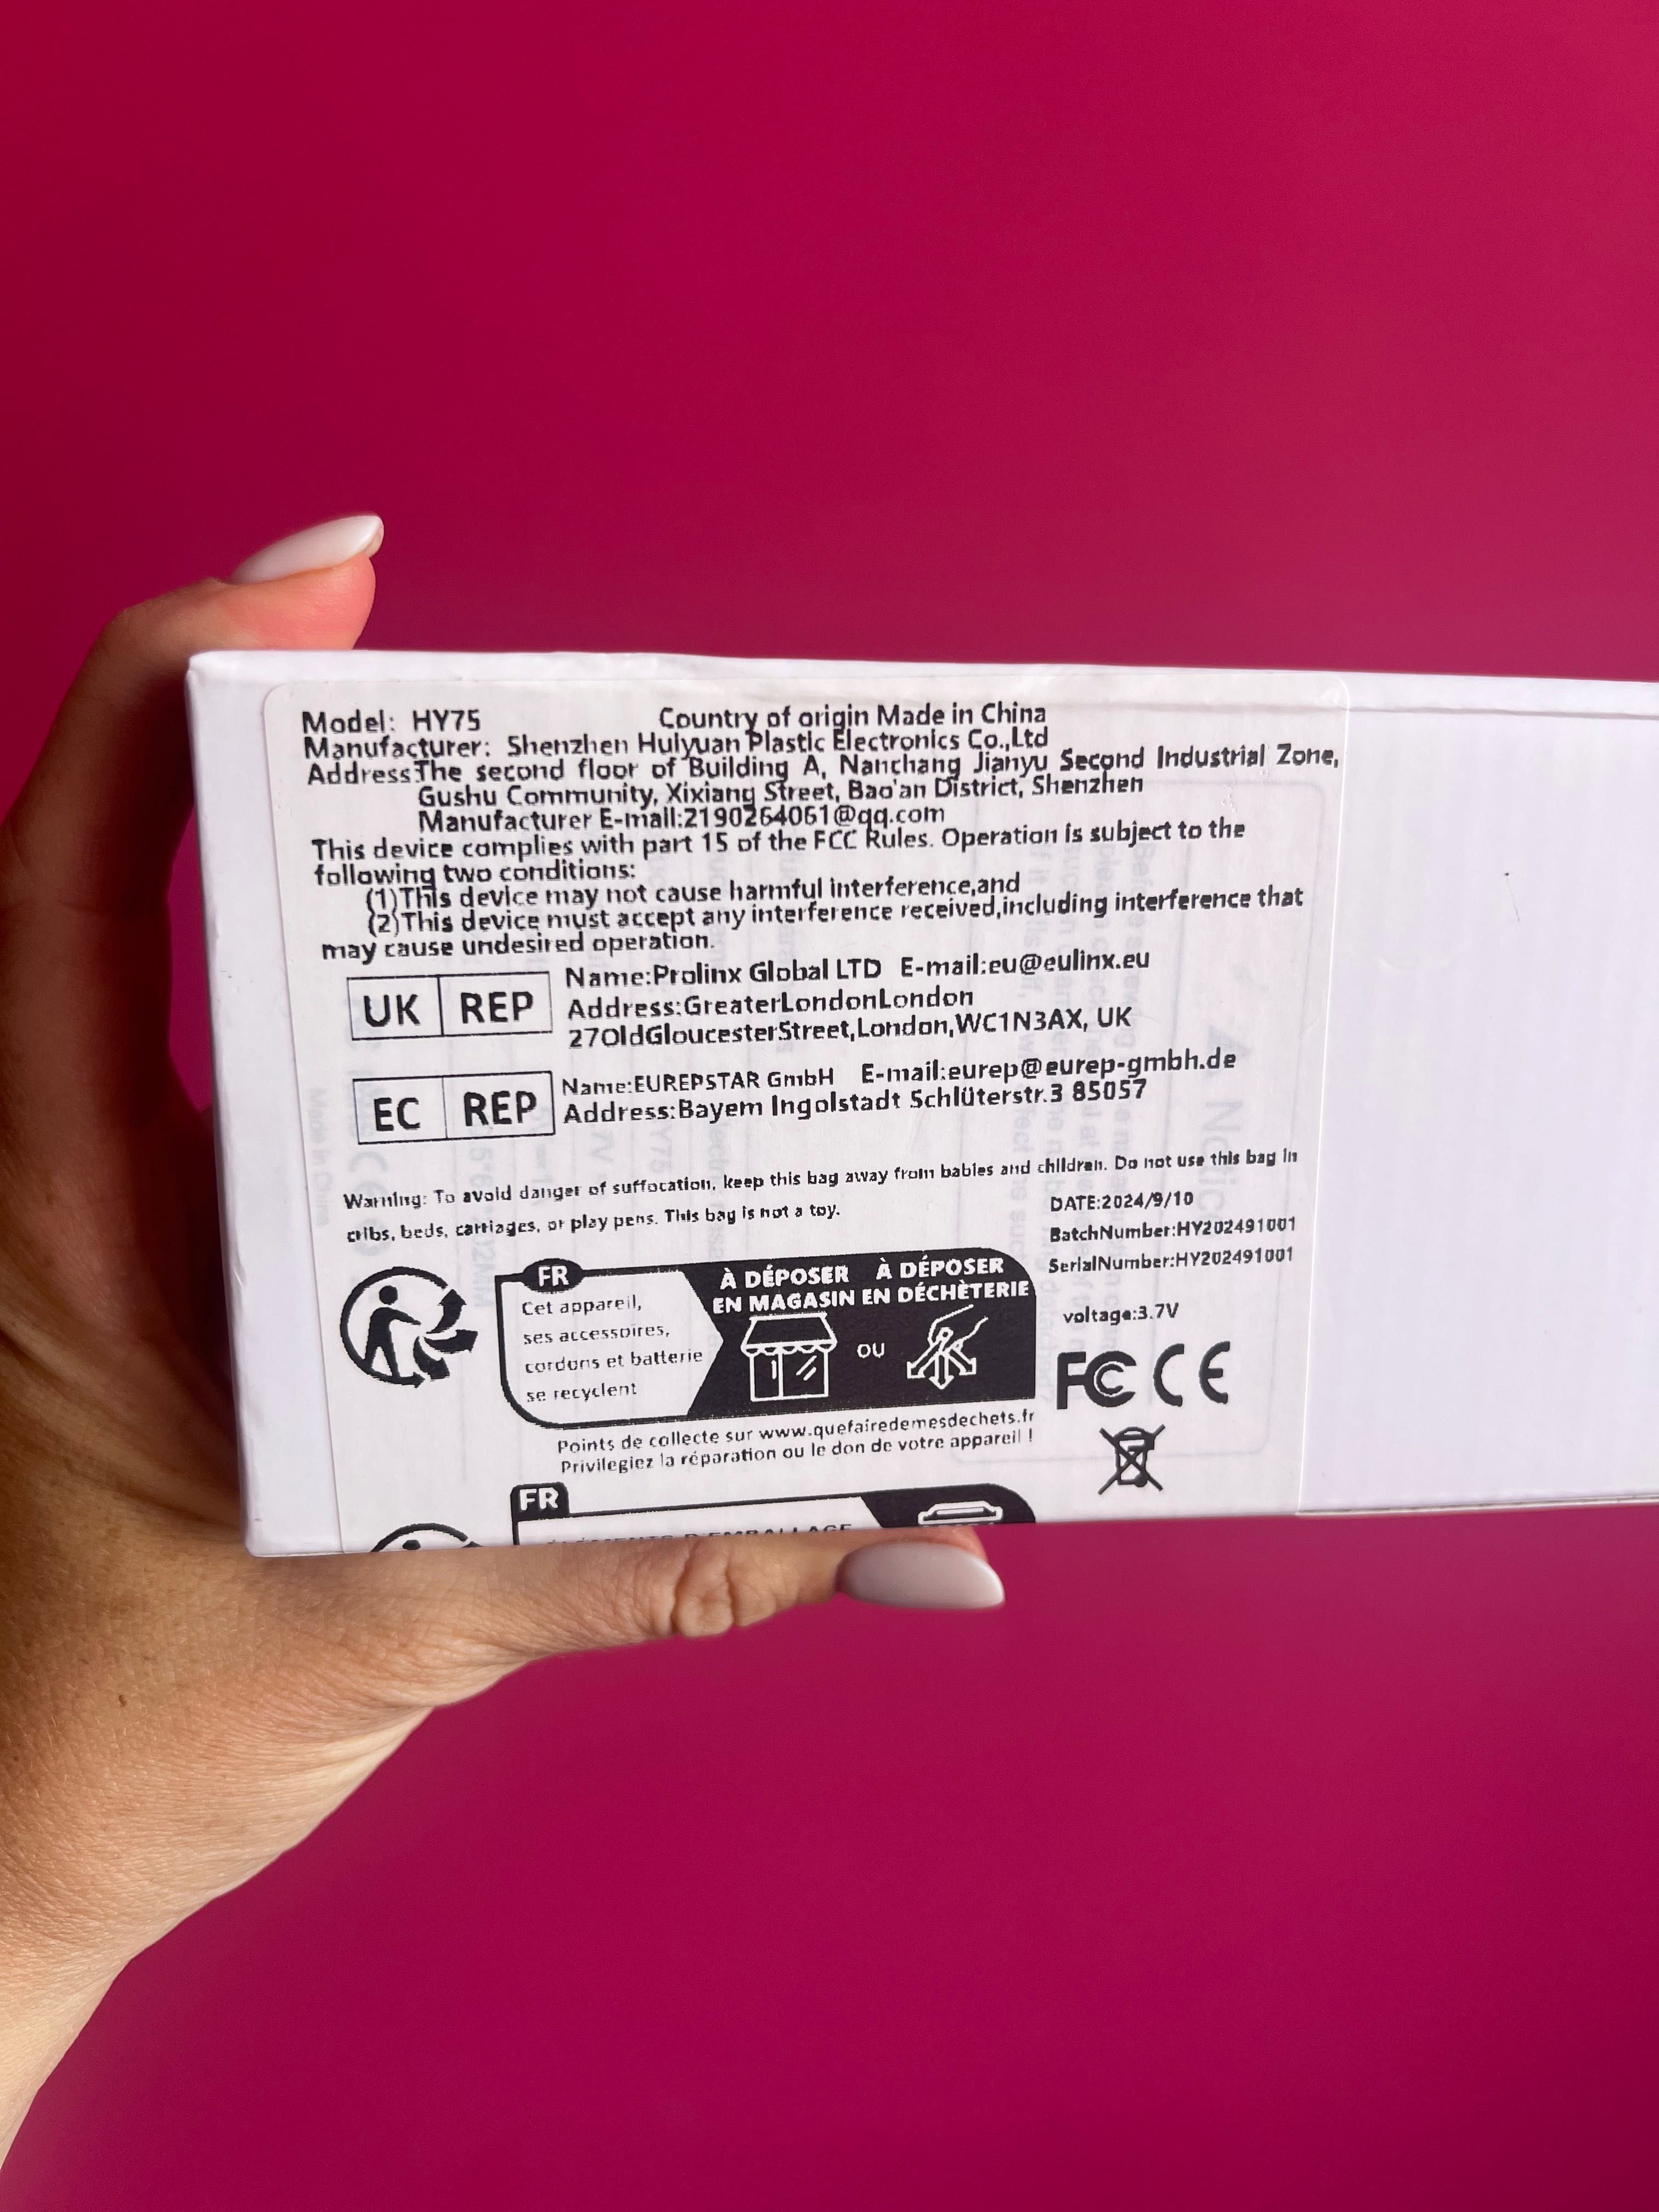 Model: HY75 Country of origin Made in China
Manufacturer: Shenzhen Huiyuan Plastic Electronics Co.,Ltd
Address:The second floor of Building A, Nanchang Jianyu Second Industrial Zone,
Gushu Community, Xixiang Street, Bao'an District, Shenzhen
Manufacturer E-mail:2190264061@qq.com
This device complies with part 15 of the FCC Rules. Operation is subject to the
following two conditions:
(1)This device may not cause harmful interference,and
(2)This device must accept any interference received,including interference that
may cause undesired operation.
UK REP
Name:Prolinx Global LTD E-mail:eu@eulinx.eu
Address:GreaterLondonLondon
27OldGloucesterStreet,London,WC1N3AX, UK
EC REP
Name:EUREPSTAR GmbH E-mail:eurep@eurep-gmbh.de
Address:Bayem Ingolstadt Schlüterstr.3 85057
Warning: To avoid danger of suffocation, keep this bag away from babies and children. Do not use this bag in
cribs, beds, carriages, or play pens. This bag is not a toy.
DATE:2024/9/10
BatchNumber:HY202491001
SerialNumber:HY202491001
voltage:3.7V
FC CE
FR
Cet appareil,
ses accessoires,
cordons et batterie
se recyclent
À DÉPOSER EN MAGASIN
OU
À DÉPOSER EN DÉCHÈTERIE
Points de collecte sur www.quefairedemesdechets.fr
Privilegiez la réparation ou le don de votre appareil !
FR
D'EMBALLAGE
Made in China